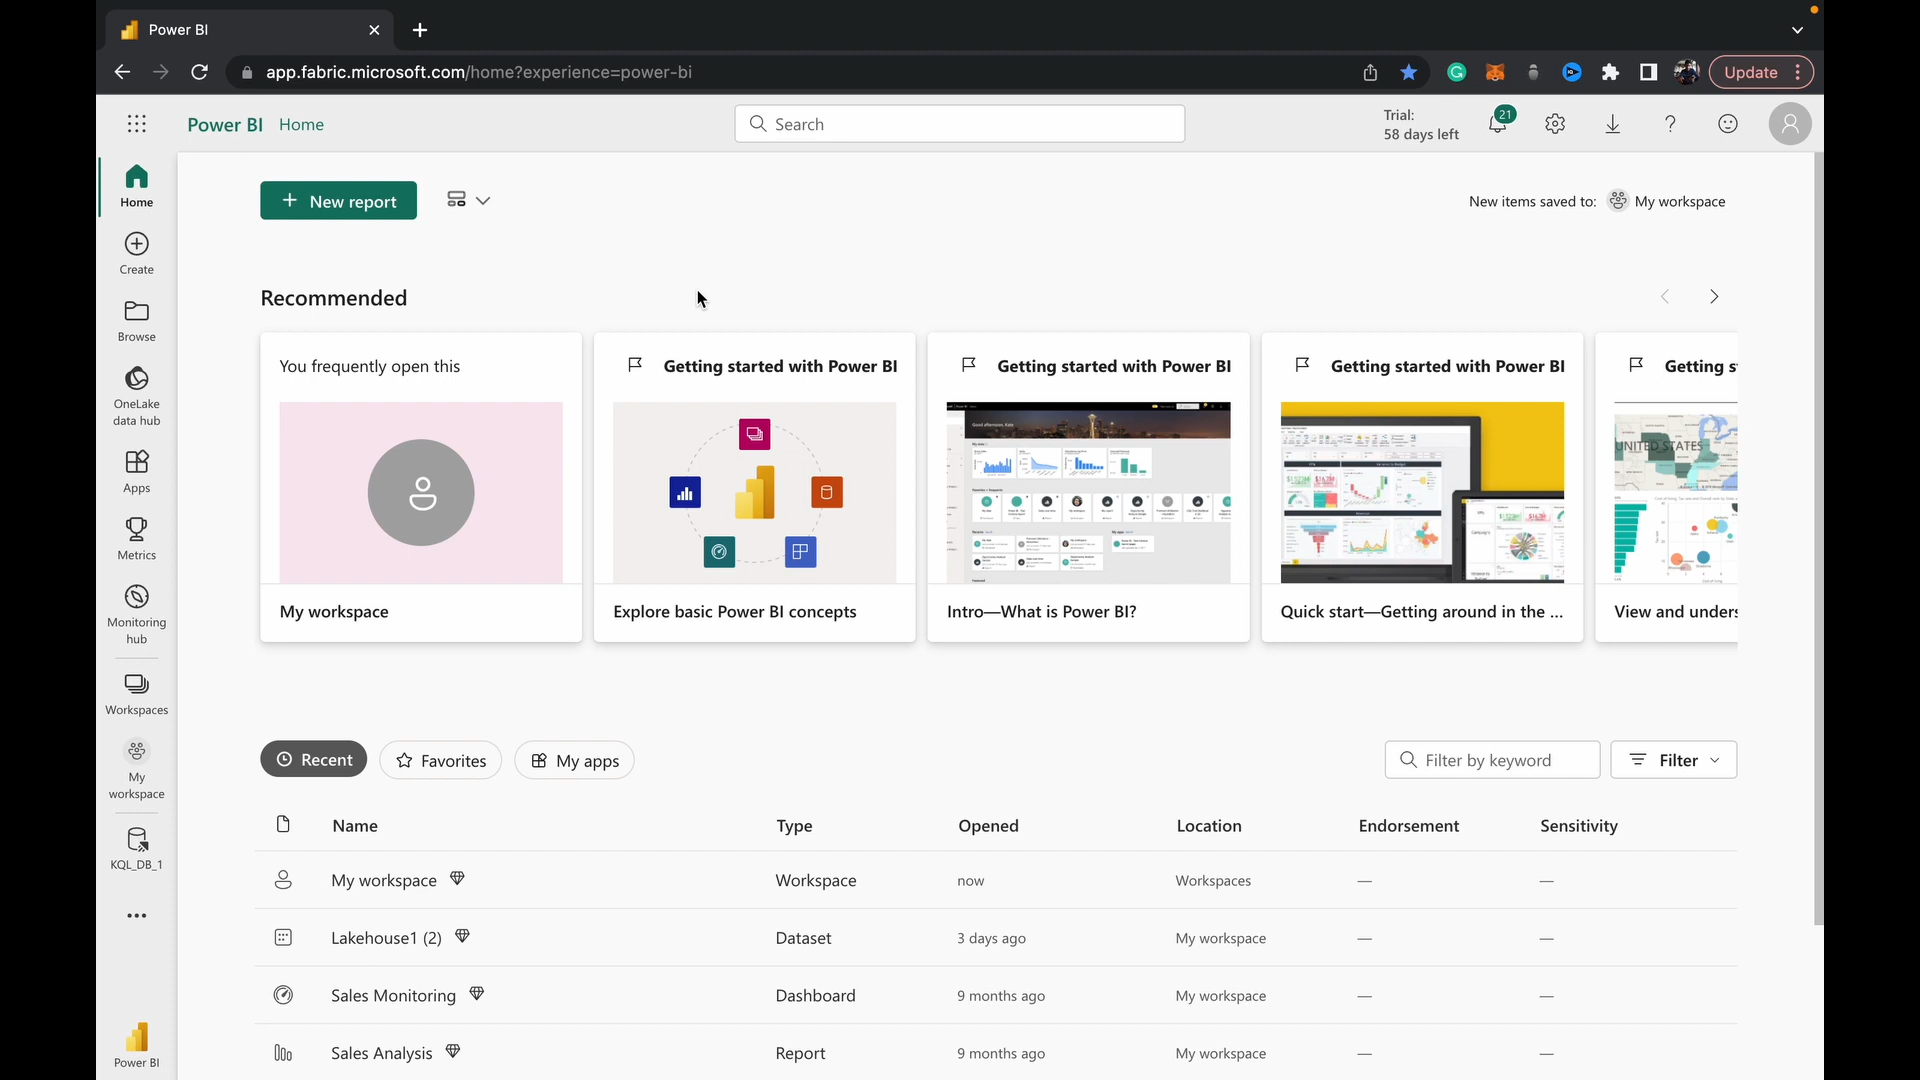 Power BI
app.fabric.microsoft.com/home?experience=power-bi
Update
Power BI Home
Search
Trial:
58 days left
21
Home
Create
Browse
OneLake
data hub
Apps
Metrics
Monitoring
hub
Workspaces
My
workspace
KQL_DB_1
Power BI
New report
New items saved to: My workspace
Recommended
You frequently open this
My workspace
Getting started with Power BI
Explore basic Power BI concepts
Getting started with Power BI
Intro—What is Power BI?
Getting started with Power BI
Quick start—Getting around in the ...
Getting s
UNITED STATES
View and unders
Recent Favorites My apps
Filter by keyword Filter
Name Type Opened Location Endorsement Sensitivity
My workspace Workspace now Workspaces — —
Lakehouse1 (2) Dataset 3 days ago My workspace — —
Sales Monitoring Dashboard 9 months ago My workspace — —
Sales Analysis Report 9 months ago My workspace — —